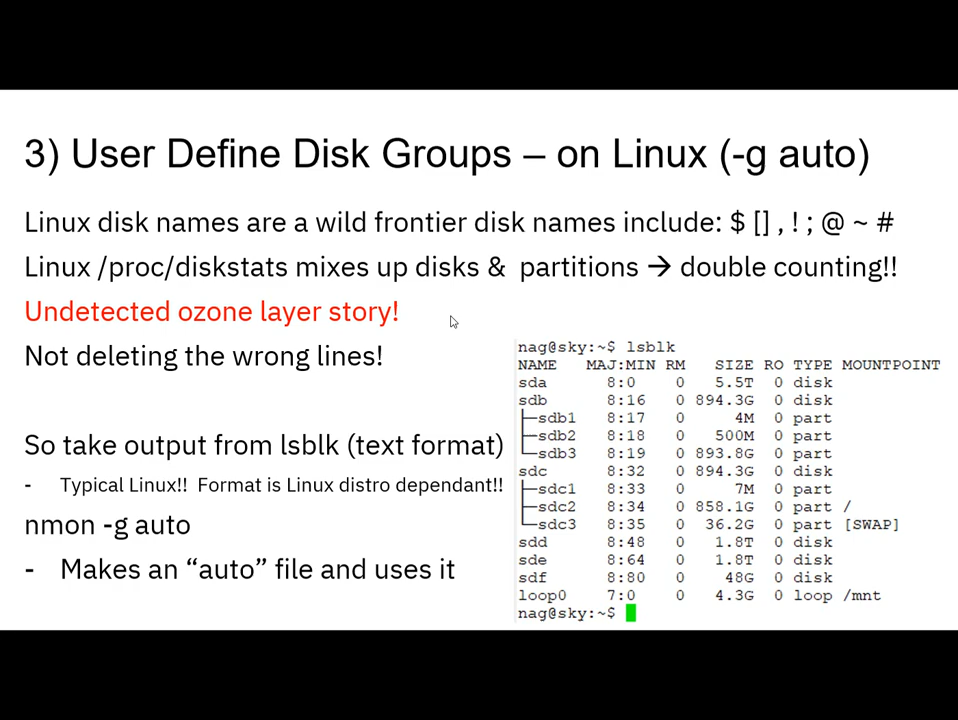 3) User Define Disk Groups – on Linux (-g auto)
Linux disk names are a wild frontier disk names include: $ [] , ! ; @ ~ #
Linux /proc/diskstats mixes up disks & partitions → double counting!!
Undetected ozone layer story!
Not deleting the wrong lines!
So take output from lsblk (text format)
- Typical Linux!! Format is Linux distro dependant!!
nmon -g auto
- Makes an “auto” file and uses it
nag@sky:~$ lsblk
NAME MAJ:MIN RM SIZE RO TYPE MOUNTPOINT
sda 8:0 0 5.5T 0 disk
sdb 8:16 0 894.3G 0 disk
├─sdb1 8:17 0 4M 0 part
├─sdb2 8:18 0 500M 0 part
└─sdb3 8:19 0 893.8G 0 part
sdc 8:32 0 894.3G 0 disk
├─sdc1 8:33 0 7M 0 part
├─sdc2 8:34 0 858.1G 0 part /
└─sdc3 8:35 0 36.2G 0 part [SWAP]
sdd 8:48 0 1.8T 0 disk
sde 8:64 0 1.8T 0 disk
sdf 8:80 0 48G 0 disk
loop0 7:0 0 4.3G 0 loop /mnt
nag@sky:~$